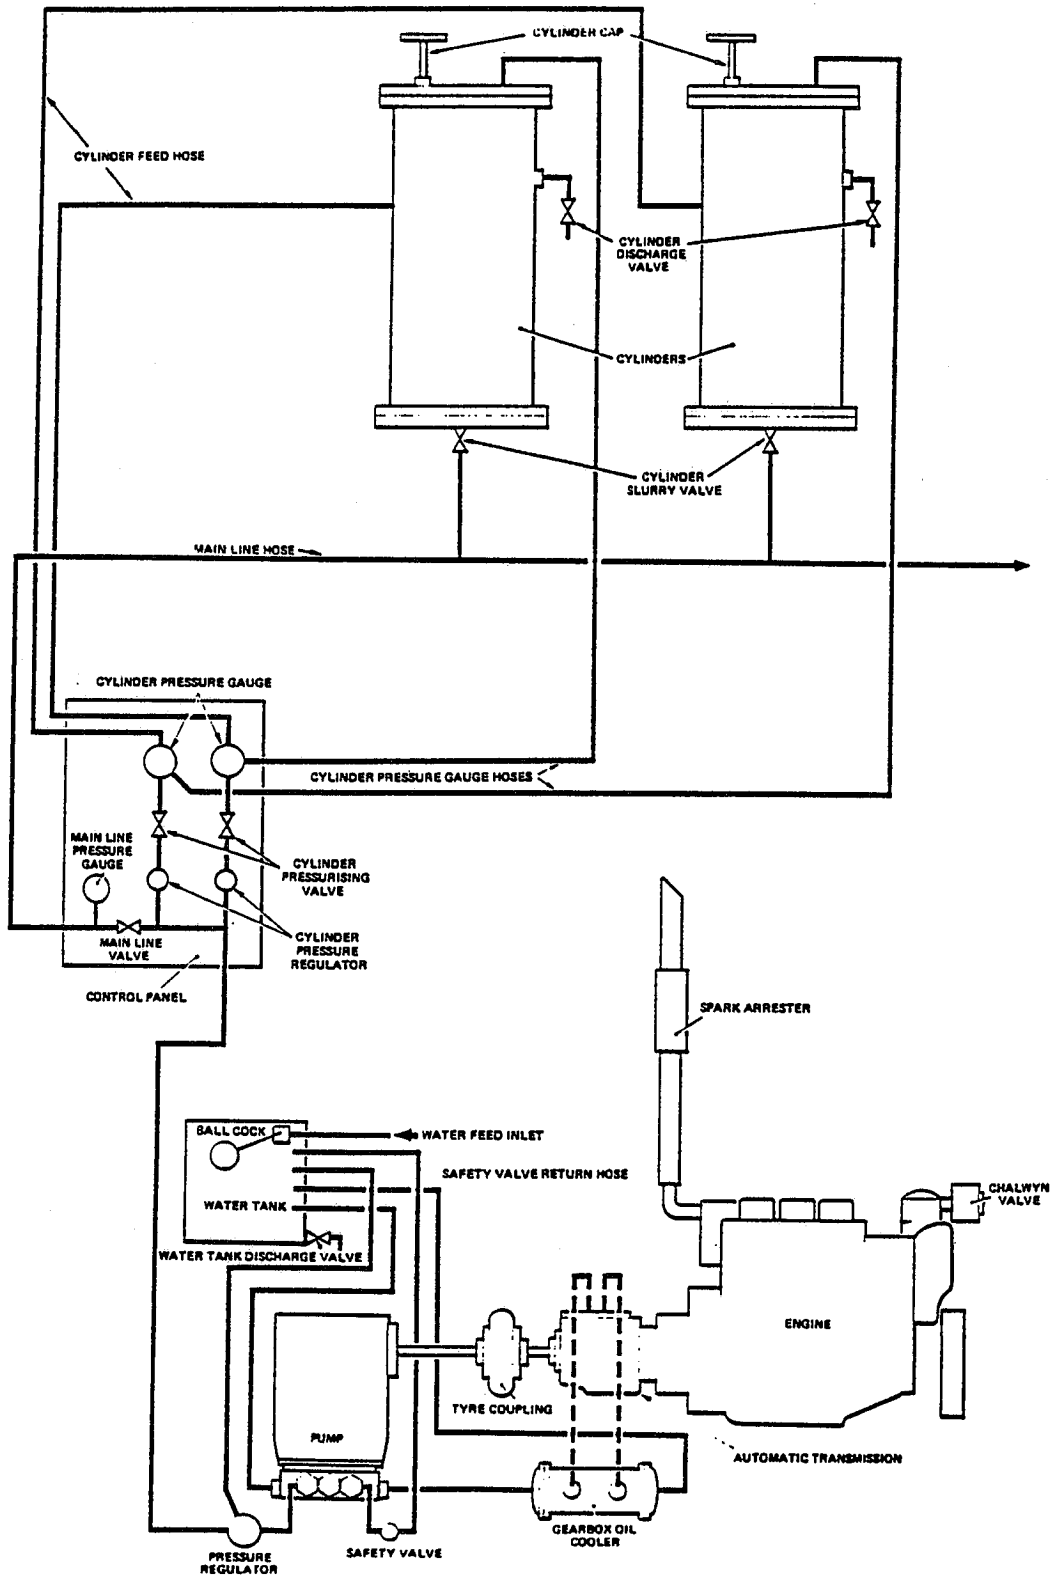 CYLINDER CAP
CYLINDER FEED HOSE
CYLINDER
DISCHARGE
VALVE
CYLINDERS
CYLINDER
SLURRY VALVE
MAIN LINE HOSE
CYLINDER PRESSURE GAUGE
CYLINDER PRESSURE GAUGE HOSES
MAIN LINE
PRESSURE
GAUGE
CYLINDER
PRESSURISING
VALVE
MAIN LINE
VALVE
CYLINDER
PRESSURE
REGULATOR
CONTROL PANEL
SPARK ARRESTER
BALL COCK
WATER FEED INLET
SAFETY VALVE RETURN HOSE
CHALWYN
VALVE
WATER TANK
WATER TANK DISCHARGE VALVE
ENGINE
TYRE COUPLING
PUMP
AUTOMATIC TRANSMISSION
GEARBOX OIL
COOLER
SAFETY VALVE
PRESSURE
REGULATOR